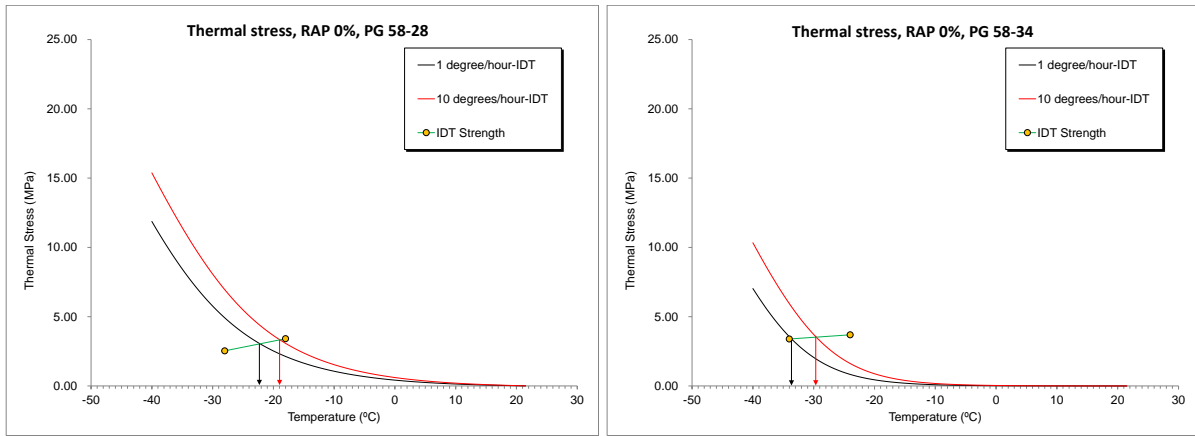 Thermal stress, RAP 0%, PG 58-28
25.00
20.00
15.00
10.00
5.00
0.00
Thermal Stress (MPa)
1 degree/hour-IDT
10 degrees/hour-IDT
IDT Strength
-50 -40 -30 -20 -10 0 10 20 30
Temperature (ºC)
Thermal stress, RAP 0%, PG 58-34
25.00
20.00
15.00
10.00
5.00
0.00
Thermal Stress (MPa)
1 degree/hour-IDT
10 degrees/hour-IDT
IDT Strength
-50 -40 -30 -20 -10 0 10 20 30
Temperature (ºC)